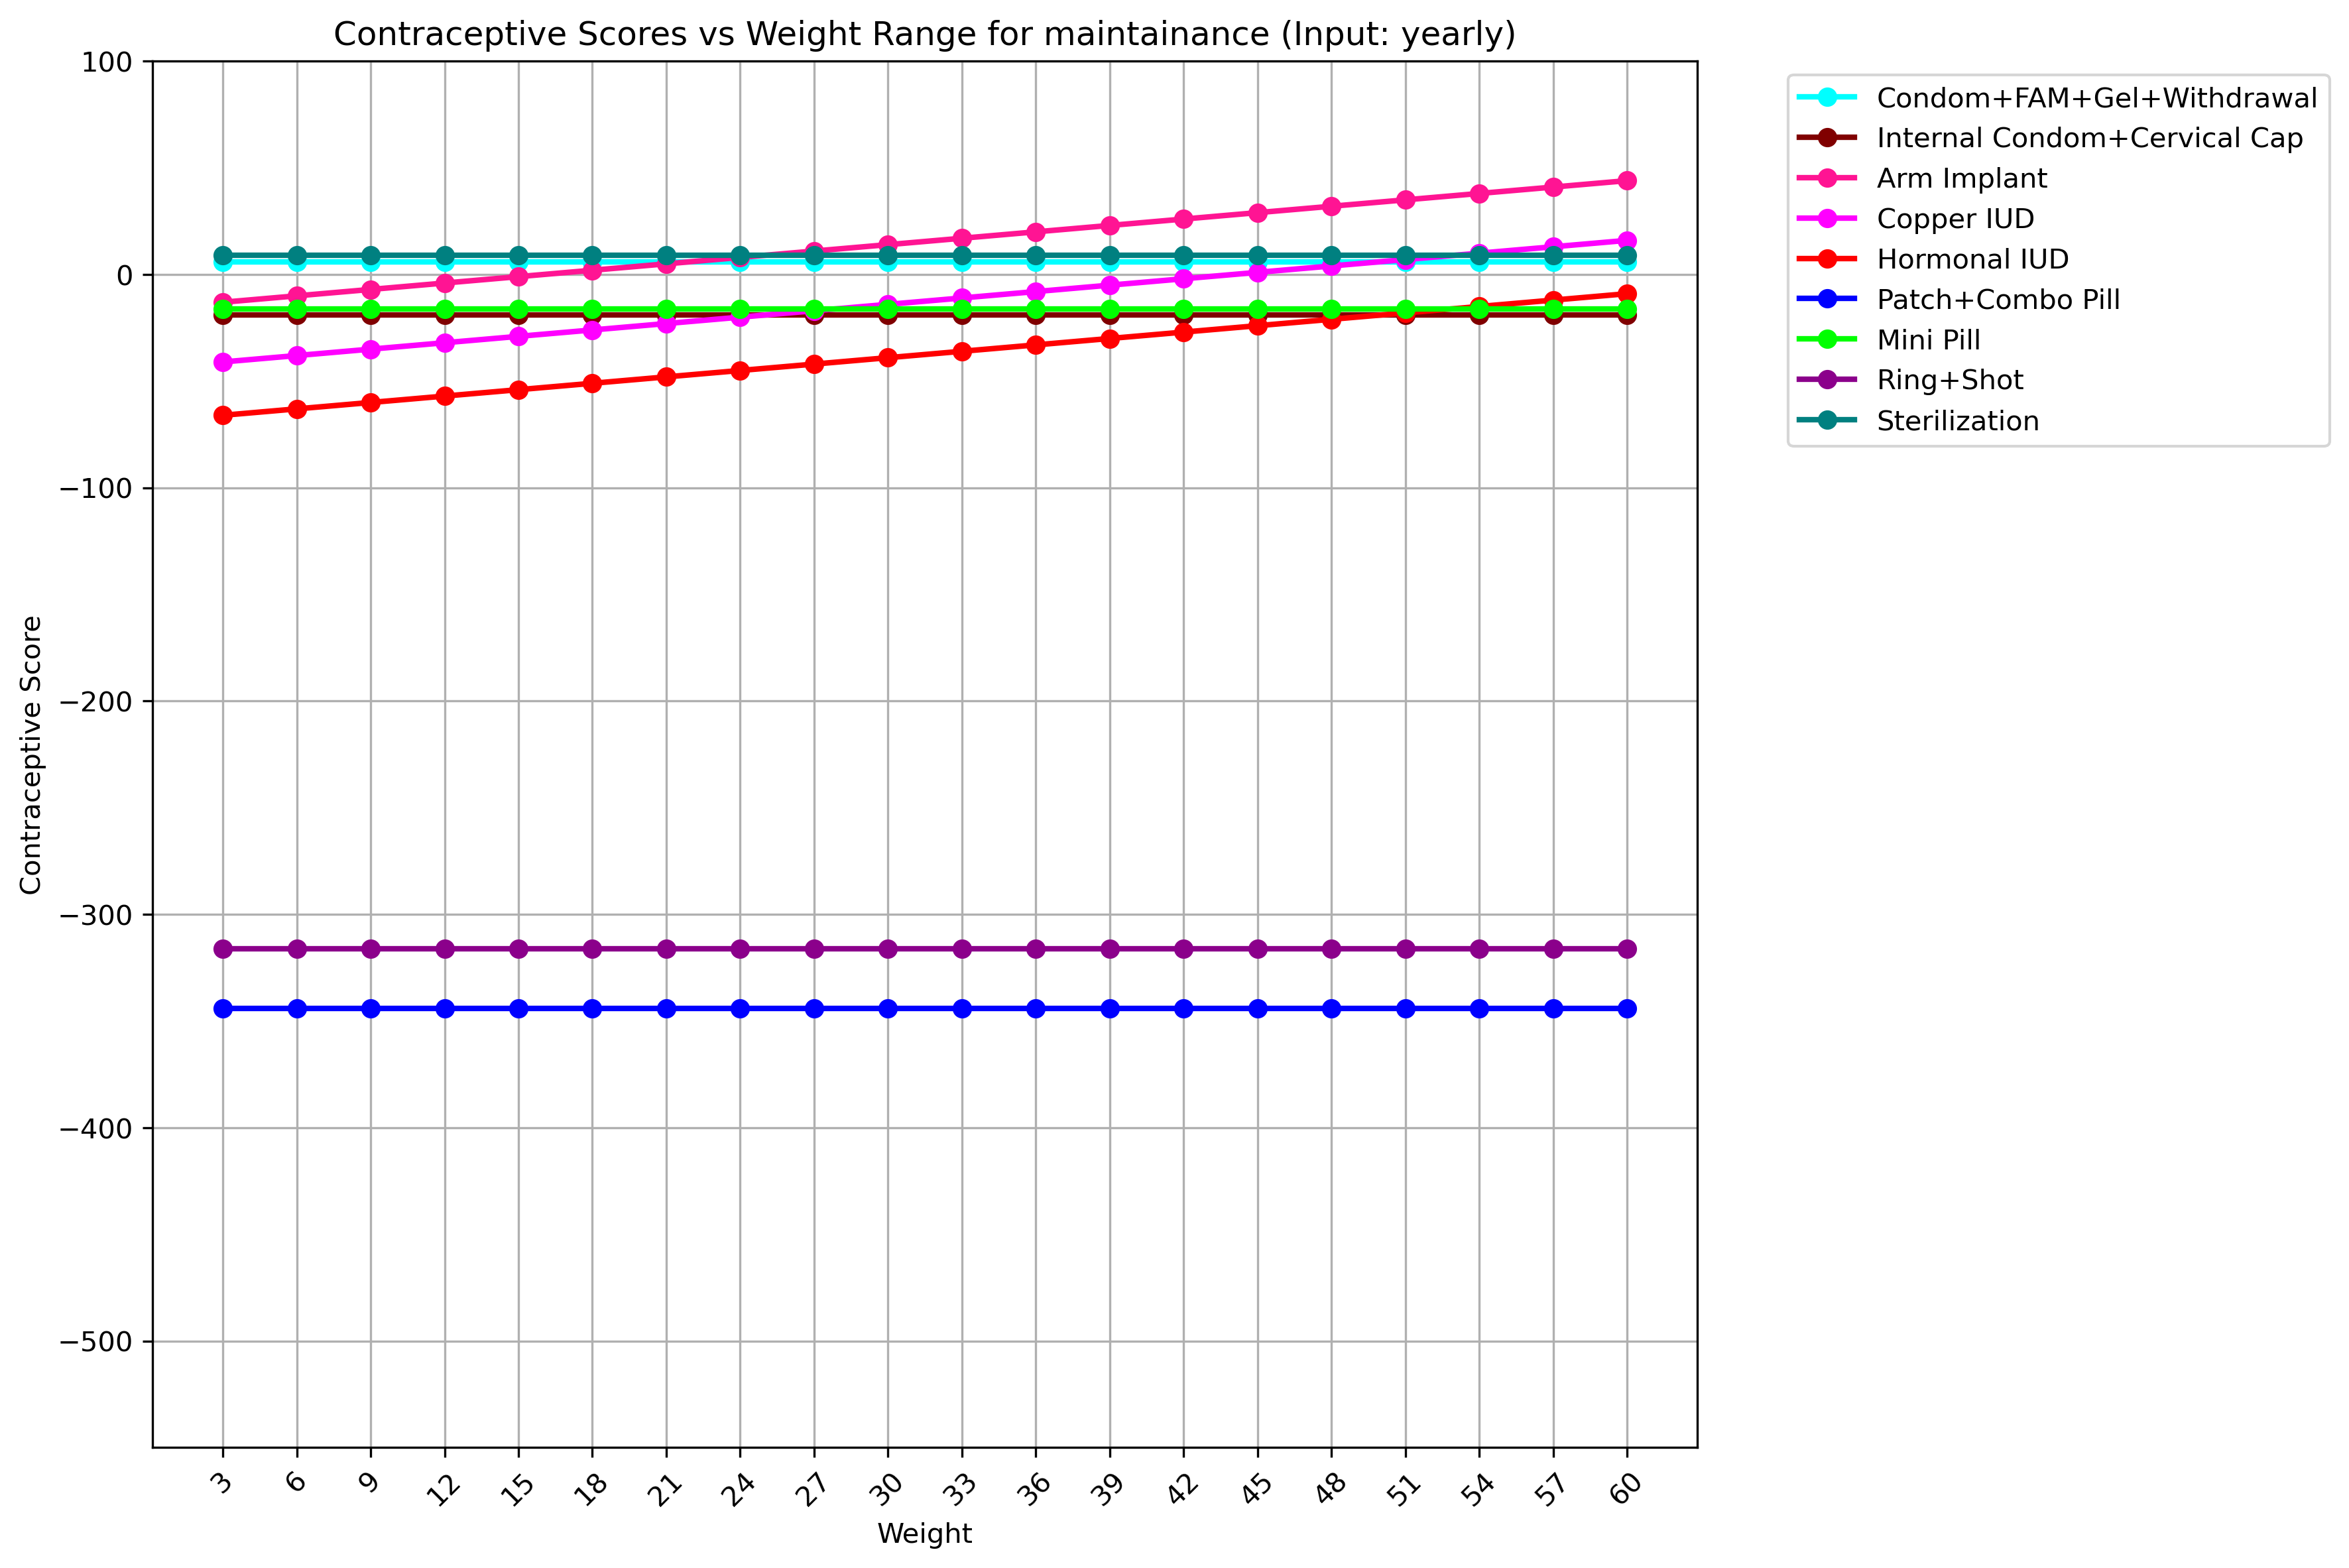 Contraceptive Scores vs Weight Range for maintainance (Input: yearly)
100
0
−100
−200
−300
−400
−500
Contraceptive Score
3 6 9 12 15 18 21 24 27 30 33 36 39 42 45 48 51 54 57 60
Weight
Condom+FAM+Gel+Withdrawal
Internal Condom+Cervical Cap
Arm Implant
Copper IUD
Hormonal IUD
Patch+Combo Pill
Mini Pill
Ring+Shot
Sterilization